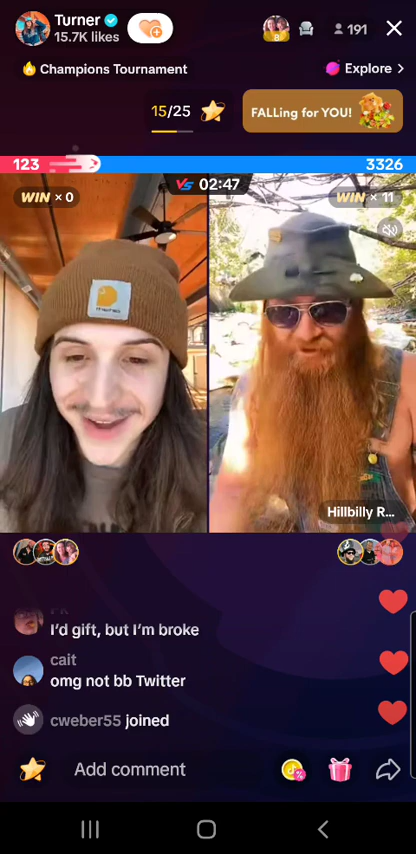 Turner
15.7K likes
8
191
Champions Tournament
Explore >
15/25
FALLing for YOU!
123
3326
WIN × 0
VS 02:47
WIN × 11
Hillbilly R...
I'd gift, but I'm broke
cait
omg not bb Twitter
cweber55 joined
Add comment